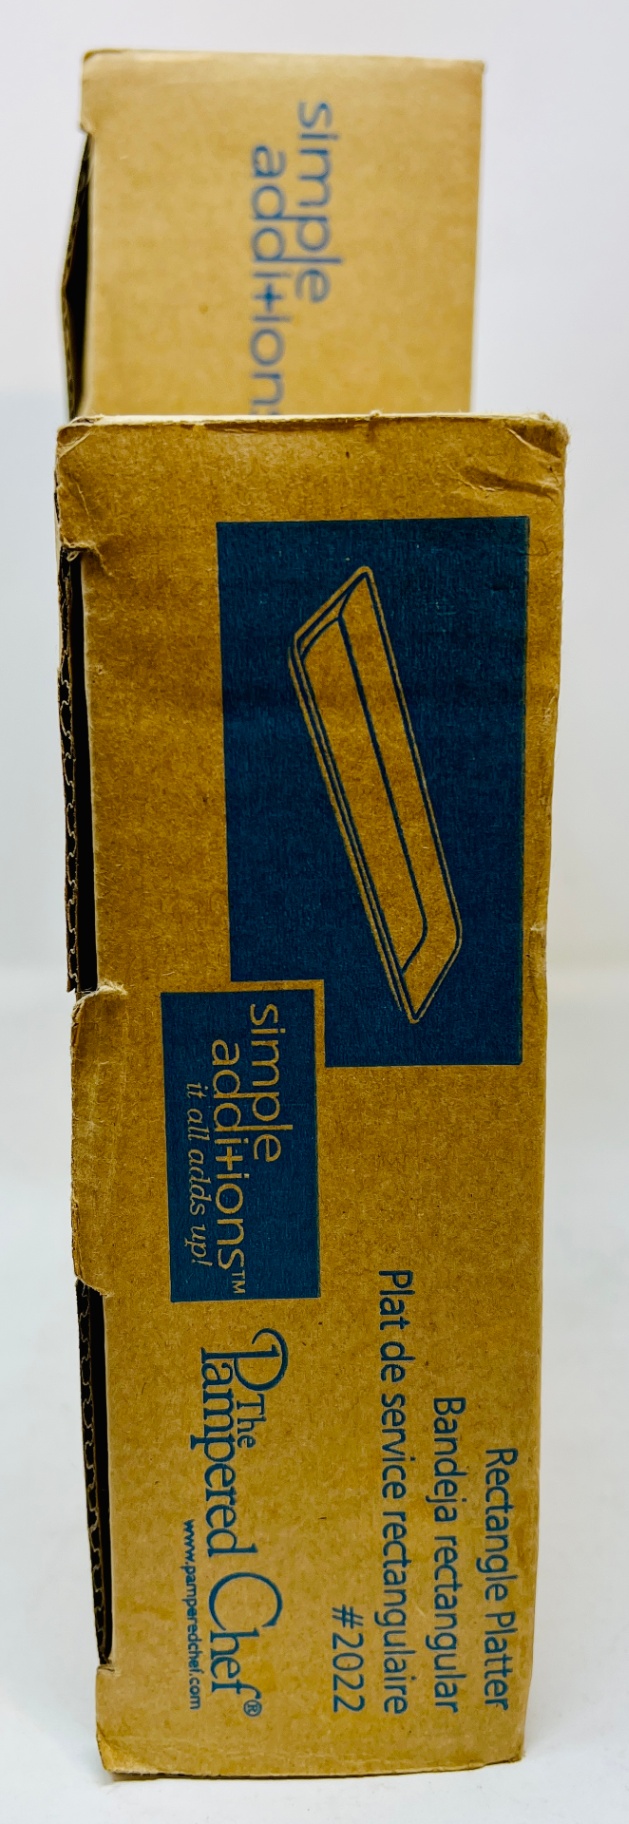 simple
addition
simple
additions™
it all adds up!
Rectangle Platter
Bandeja rectangular
Plat de service rectangulaire
#2022
The
Pampered Chef®
www.pamperedchef.com